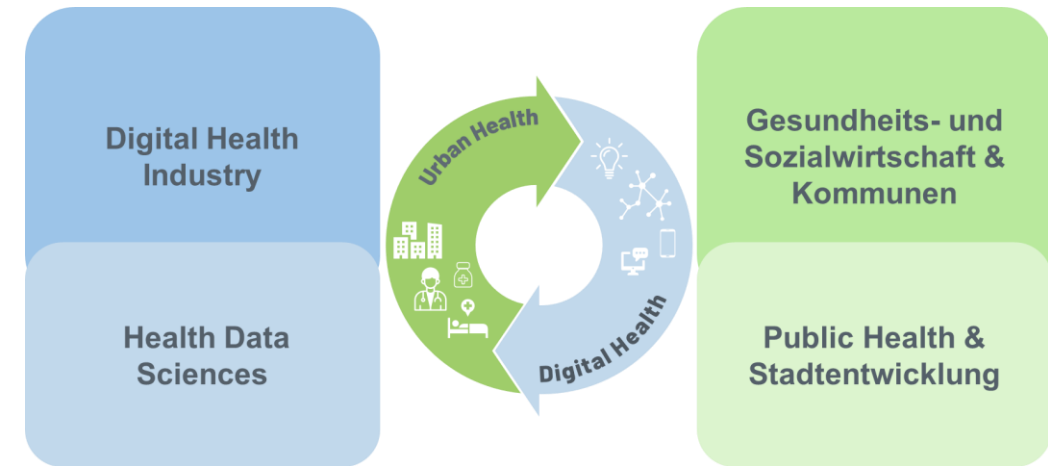 Digital Health
Industry
Health Data
Sciences
Urban Health
Digital Health
Gesundheits- und
Sozialwirtschaft &
Kommunen
Public Health &
Stadtentwicklung